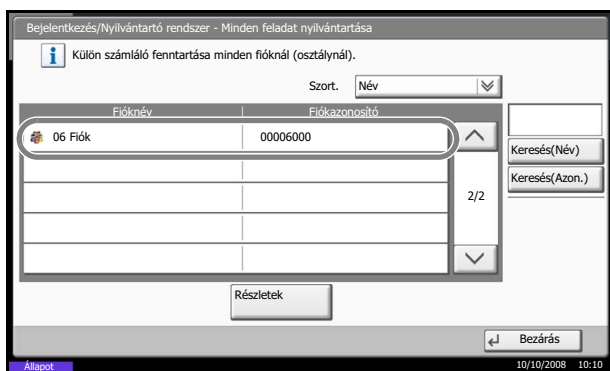 Bejelentkezés/Nyilvántartó rendszer - Minden feladat nyilvántartása
Külön számláló fenntartása minden fióknál (osztálynál).
Szort. Név
Fióknév Fiókazonosító
06 Fiók 00006000
Keresés(Név)
Keresés(Azon.)
2/2
Részletek
Bezárás
Állapot 10/10/2008 10:10